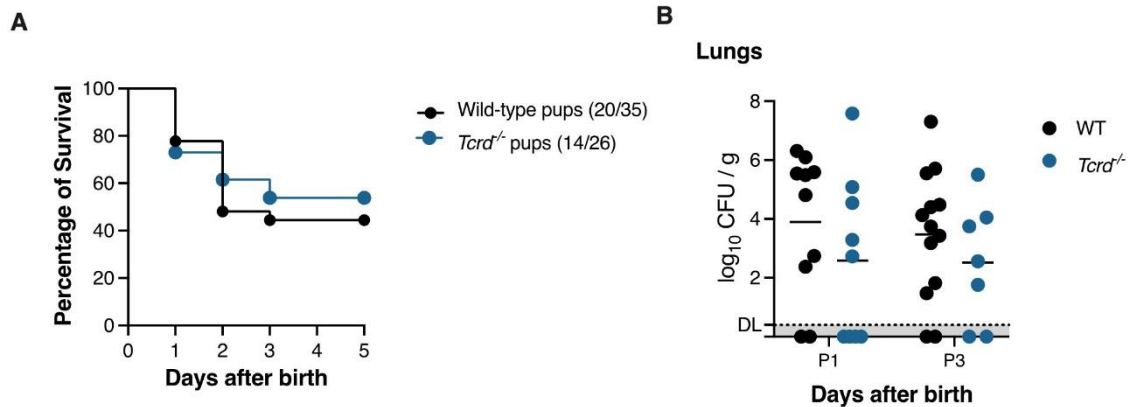 A
Percentage of Survival
100
80
60
40
20
0
0 1 2 3 4 5
Days after birth
Wild-type pups (20/35)
Tcrd-/- pups (14/26)
B
Lungs
log10 CFU / g
8
6
4
2
DL
P1 P3
Days after birth
WT
Tcrd-/-